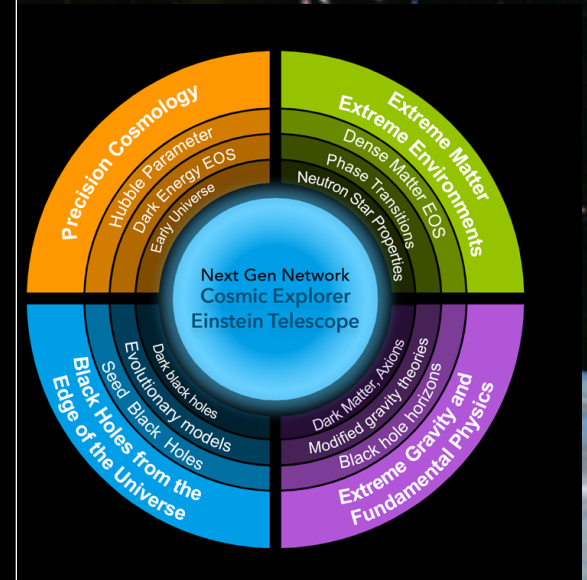 Precision Cosmology
Hubble Parameter
Dark Energy EOS
Early Universe
Extreme Matter
Extreme Environments
Dense Matter EOS
Phase Transitions
Neutron Star Properties
Next Gen Network
Cosmic Explorer
Einstein Telescope
Dark black holes
Evolutionary models
Seed Black Holes
Black Holes from the
Edge of the Universe
Dark Matter, Axions
Modified gravity theories
Black hole horizons
Extreme Gravity and
Fundamental Physics